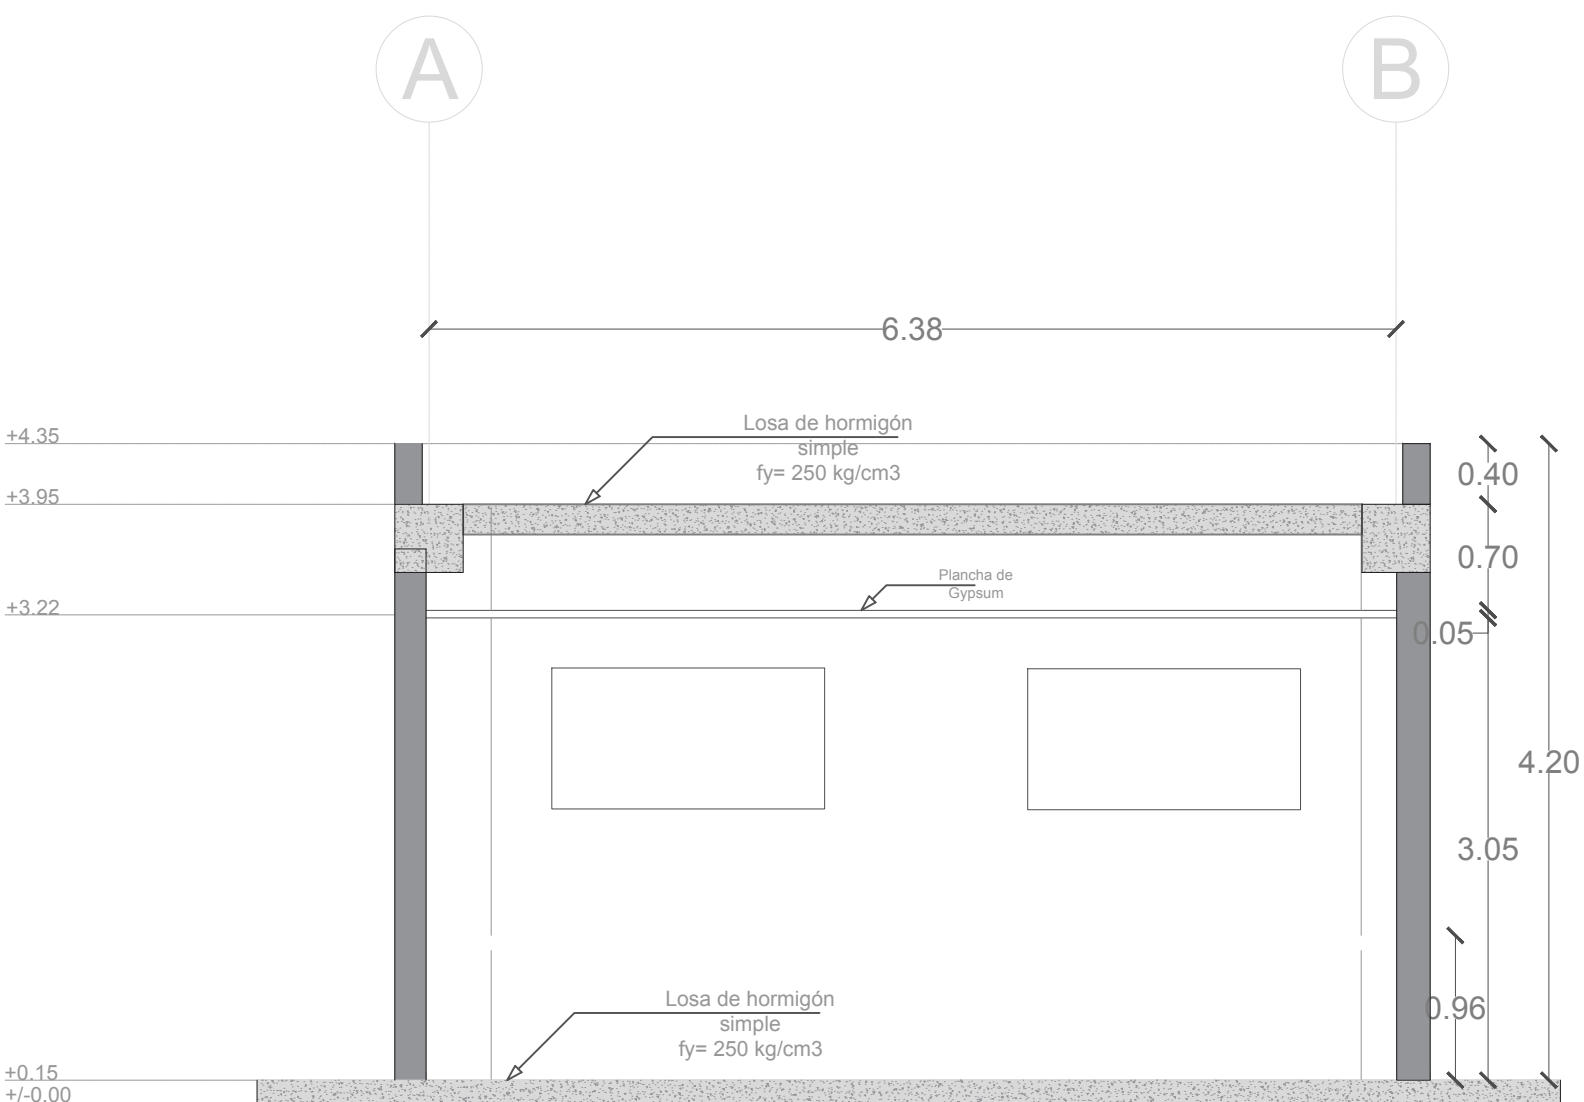 A
B
6.38
+4.35
Losa de hormigón
simple
fy= 250 kg/cm3
0.40
+3.95
0.70
Plancha de
Gypsum
+3.22
0.05
4.20
3.05
Losa de hormigón
simple
fy= 250 kg/cm3
0.96
+0.15
+/-0.00